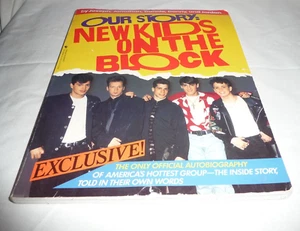 OUR STORY:
NEW KIDS
ON THE
BLOCK
EXCLUSIVE!
THE ONLY OFFICIAL AUTOBIOGRAPHY
OF AMERICA'S HOTTEST GROUP—THE INSIDE STORY,
TOLD IN THEIR OWN WORDS